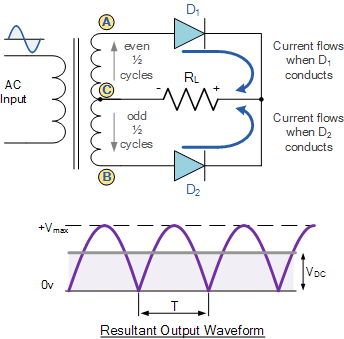 A
D1
even
½
cycles
Current flows
when D1
conducts
AC
Input
C
RL
- +
odd
½
cycles
Current flows
when D2
conducts
B
D2
+Vmax
0v
VDC
T
Resultant Output Waveform